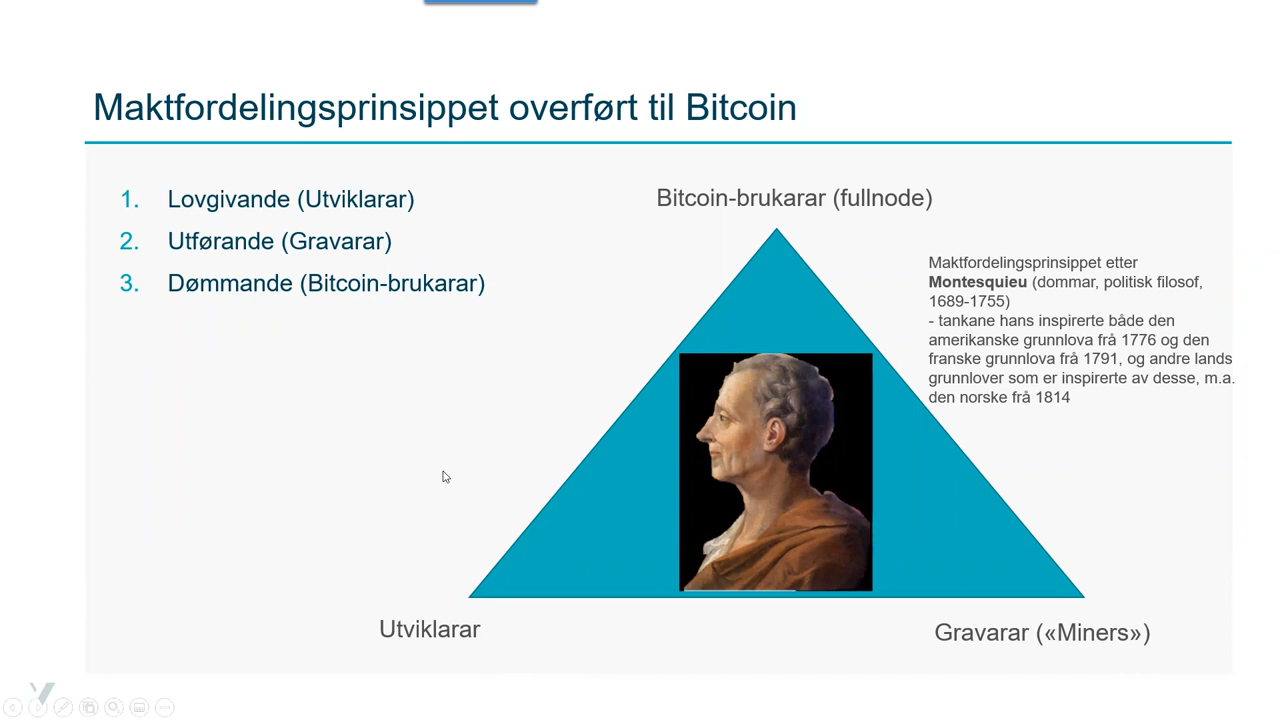 Maktfordelingsprinsippet overført til Bitcoin
1. Lovgivande (Utviklarar)
2. Utførande (Gravarar)
3. Dømmande (Bitcoin-brukarar)
Bitcoin-brukarar (fullnode)
Maktfordelingsprinsippet etter
Montesquieu (dommar, politisk filosof,
1689-1755)
- tankane hans inspirerte både den
amerikanske grunnlova frå 1776 og den
franske grunnlova frå 1791, og andre lands
grunnlover som er inspirerte av desse, m.a.
den norske frå 1814
Utviklarar
Gravarar («Miners»)